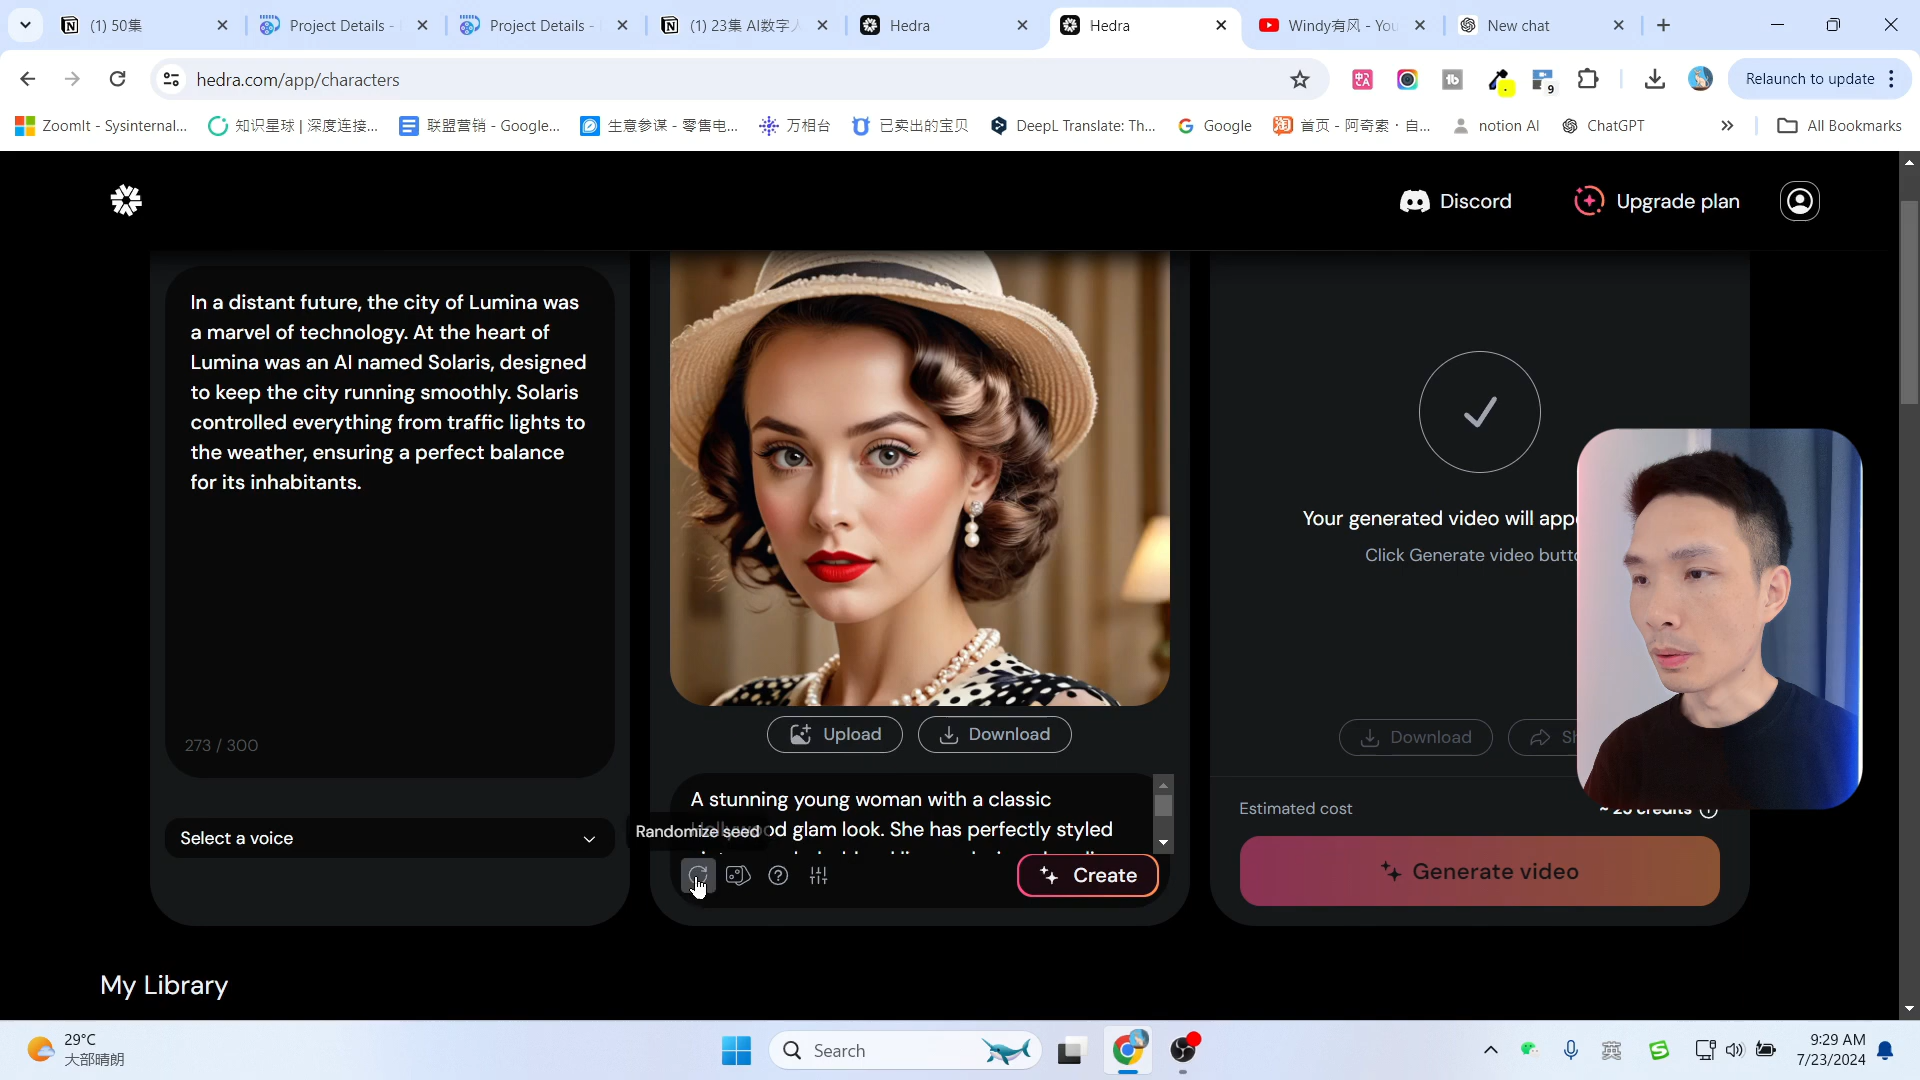 (1) 50集
Project Details -
Project Details -
(1) 23集 AI数字人
Hedra
Hedra
Windy有风 - You
New chat
hedra.com/app/characters
9
Relaunch to update
ZoomIt - Sysinternal...
知识星球 | 深度连接...
联盟营销 - Google...
生意参谋 - 零售电...
万相台
已卖出的宝贝
DeepL Translate: Th...
Google
首页 - 阿奇索 · 自...
notion AI
ChatGPT
»
All Bookmarks
Discord
Upgrade plan
In a distant future, the city of Lumina was
a marvel of technology. At the heart of
Lumina was an AI named Solaris, designed
to keep the city running smoothly. Solaris
controlled everything from traffic lights to
the weather, ensuring a perfect balance
for its inhabitants.
273 / 300
Select a voice
Upload
Download
A stunning young woman with a classic
glam look. She has perfectly styled
Randomize seed
Create
Your generated video will app
Click Generate video butto
Download
Sh
Estimated cost
~ 25 credits
Generate video
My Library
29°C
大部晴朗
Search
英
9:29 AM
7/23/2024